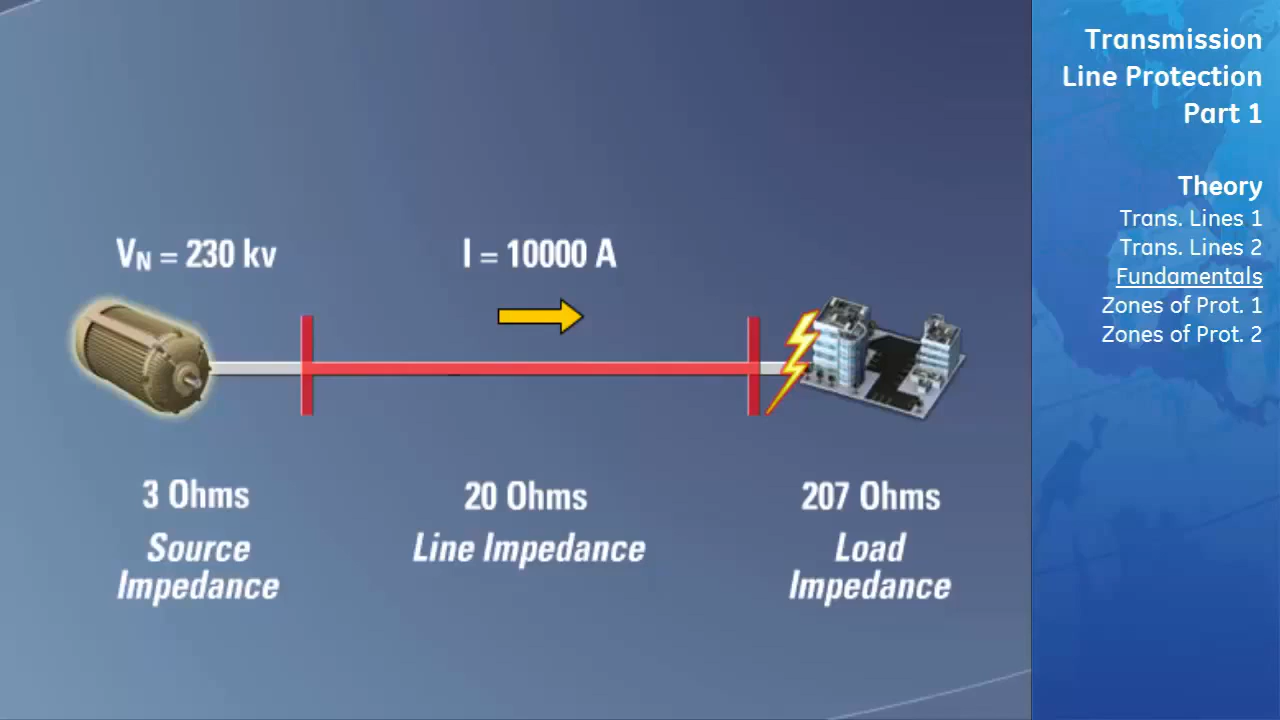 Transmission
Line Protection
Part 1
Theory
Trans. Lines 1
Trans. Lines 2
Fundamentals
Zones of Prot. 1
Zones of Prot. 2
VN = 230 kv
I = 10000 A
3 Ohms
Source
Impedance
20 Ohms
Line Impedance
207 Ohms
Load
Impedance